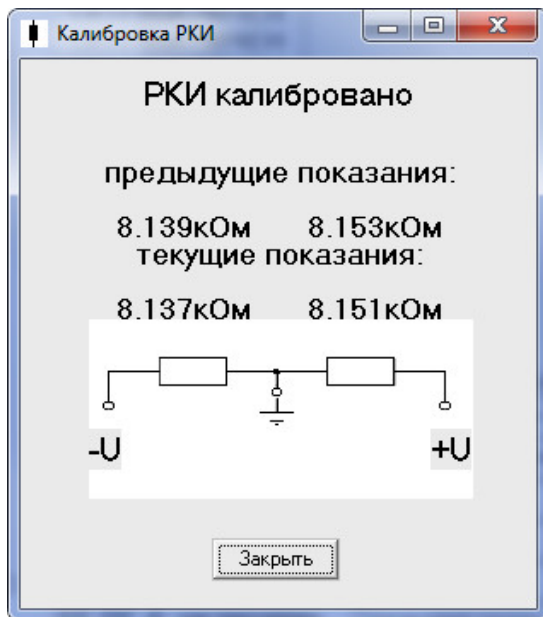 Калибровка РКИ
РКИ калибровано
предыдущие показания:
8.139кОм 8.153кОм
текущие показания:
8.137кОм 8.151кОм
-U +U
Закрыть